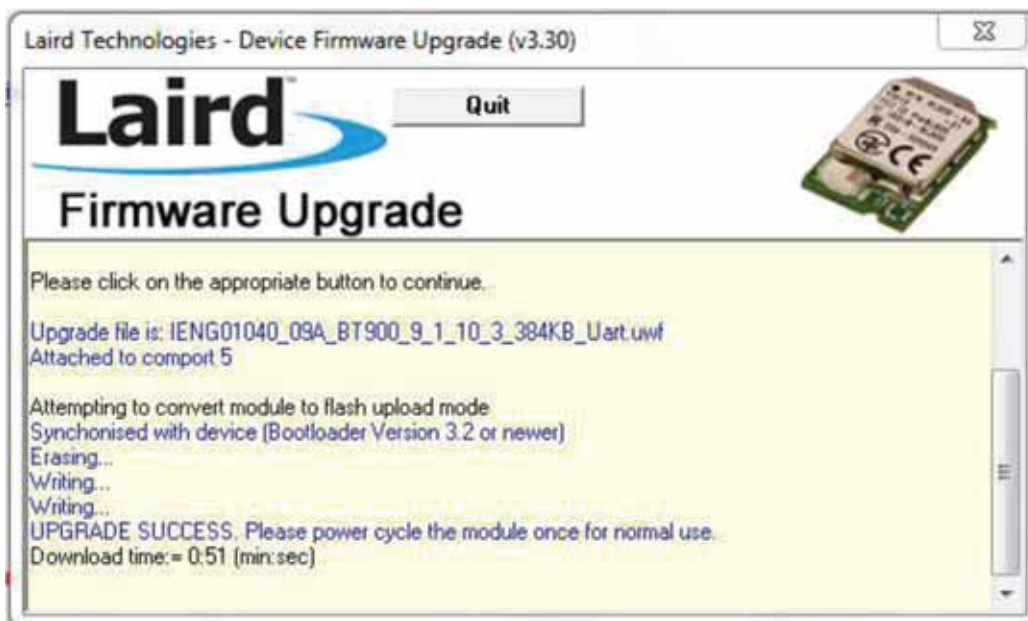 Laird Technologies - Device Firmware Upgrade (v3.30)
Laird™
Quit
Firmware Upgrade
Please click on the appropriate button to continue.
Upgrade file is: IENG01040_09A_BT900_9_1_10_3_384KB_Uart.uwf
Attached to comport 5
Attempting to convert module to flash upload mode
Synchonised with device (Bootloader Version 3.2 or newer)
Erasing...
Writing...
Writing...
UPGRADE SUCCESS. Please power cycle the module once for normal use.
Download time:= 0:51 (min:sec)